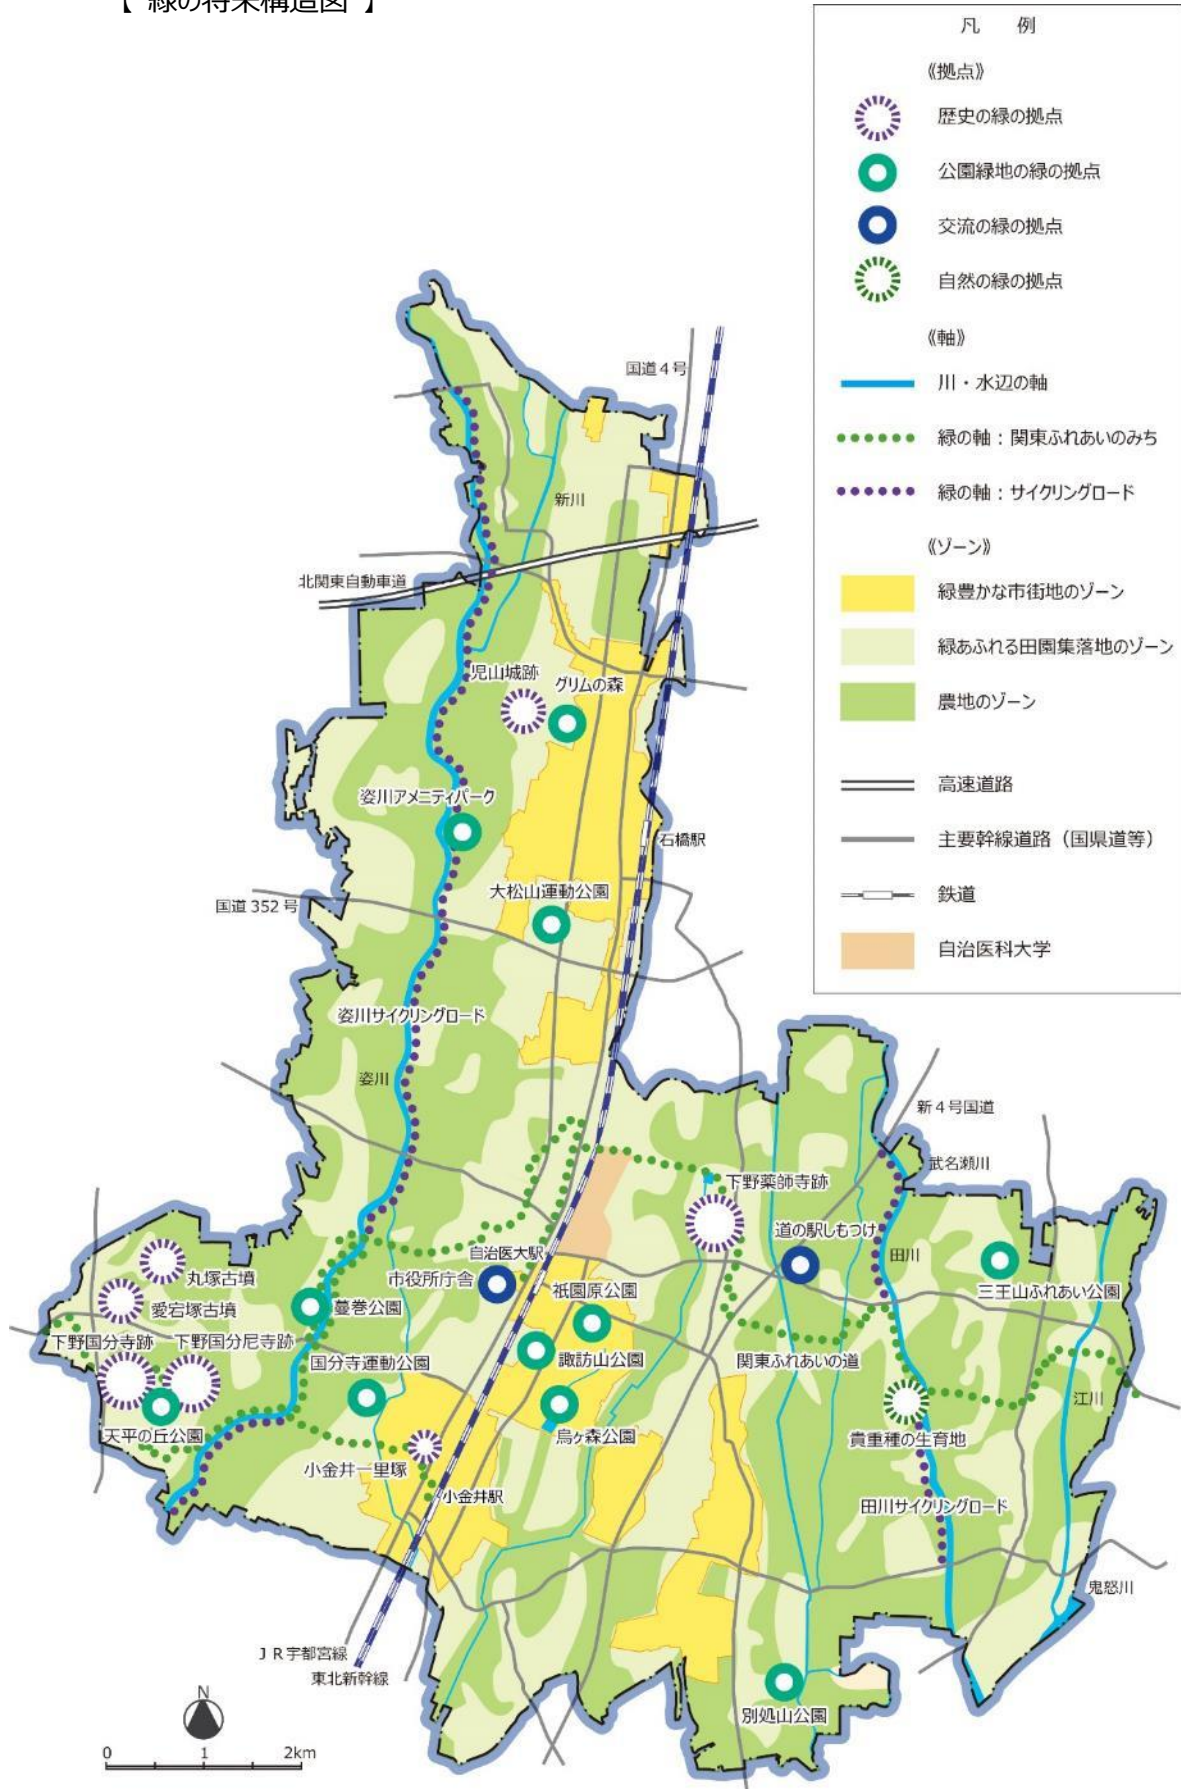 【 緑の将来構造図 】
凡 例
《拠点》
歴史の緑の拠点
公園緑地の緑の拠点
交流の緑の拠点
自然の緑の拠点
《軸》
川・水辺の軸
緑の軸：関東ふれあいのみち
緑の軸：サイクリングロード
《ゾーン》
緑豊かな市街地のゾーン
緑あふれる田園集落地のゾーン
農地のゾーン
高速道路
主要幹線道路（国県道等）
鉄道
自治医科大学
国道４号
新川
北関東自動車道
児山城跡
グリムの森
姿川アメニティパーク
石橋駅
大松山運動公園
国道 352 号
姿川サイクリングロード
姿川
新４号国道
武名瀬川
下野薬師寺跡
道の駅しもつけ
田川
自治医大駅
市役所庁舎
祇園原公園
三王山ふれあい公園
丸塚古墳
愛宕塚古墳
蔓巻公園
下野国分寺跡
下野国分尼寺跡
国分寺運動公園
諏訪山公園
関東ふれあいの道
江川
天平の丘公園
烏ヶ森公園
貴重種の生育地
小金井一里塚
小金井駅
田川サイクリングロード
鬼怒川
ＪＲ宇都宮線
東北新幹線
別処山公園
N
0 1 2km